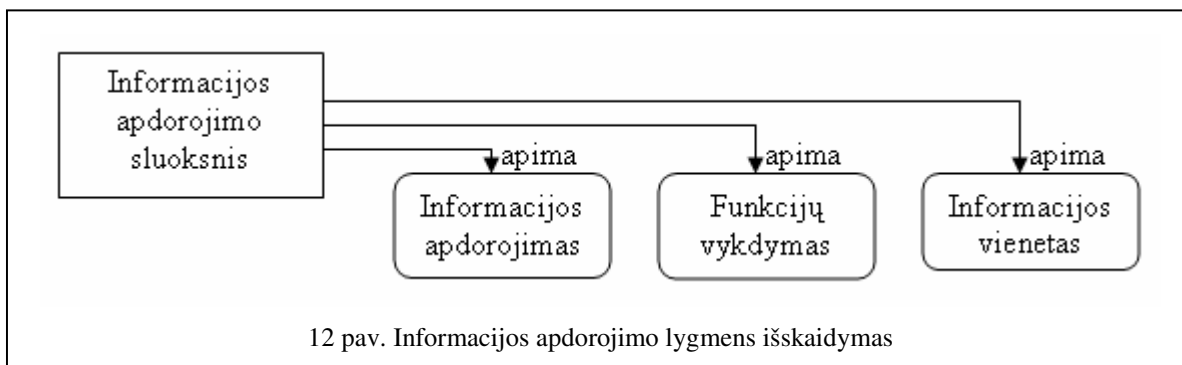 Informacijos
apdorojimo
sluoksnis
apima
apima
apima
Informacijos
apdorojimas
Funkcijų
vykdymas
Informacijos
vienetas
12 pav. Informacijos apdorojimo lygmens išskaidymas